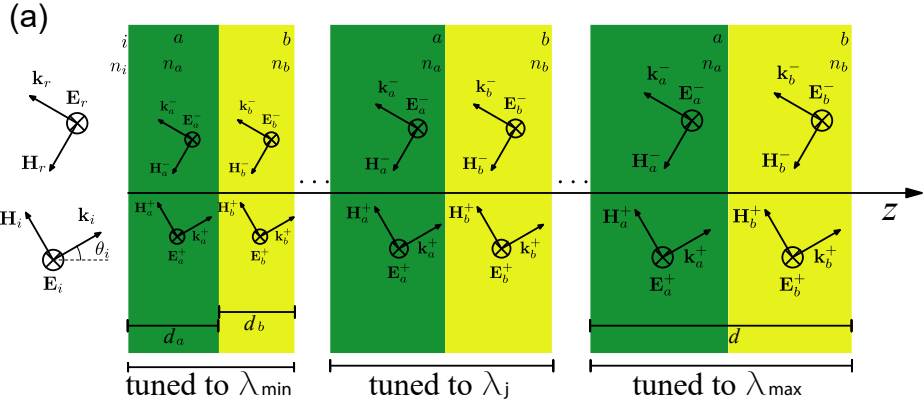 (a)
i a b a b a b
n_i n_a n_b n_a n_b n_a n_b
k_r E_r H_r
k_a^- E_a^- H_a^- k_b^- E_b^- H_b^-
k_a^- E_a^- H_a^- k_b^- E_b^- H_b^-
k_a^- E_a^- H_a^- k_b^- E_b^- H_b^-
... ...
z
H_i k_i θ_i E_i
H_a^+ k_a^+ E_a^+ H_b^+ k_b^+ E_b^+
H_a^+ k_a^+ E_a^+ H_b^+ k_b^+ E_b^+
H_a^+ k_a^+ E_a^+ H_b^+ k_b^+ E_b^+
d_a d_b d
tuned to λ_min tuned to λ_j tuned to λ_max